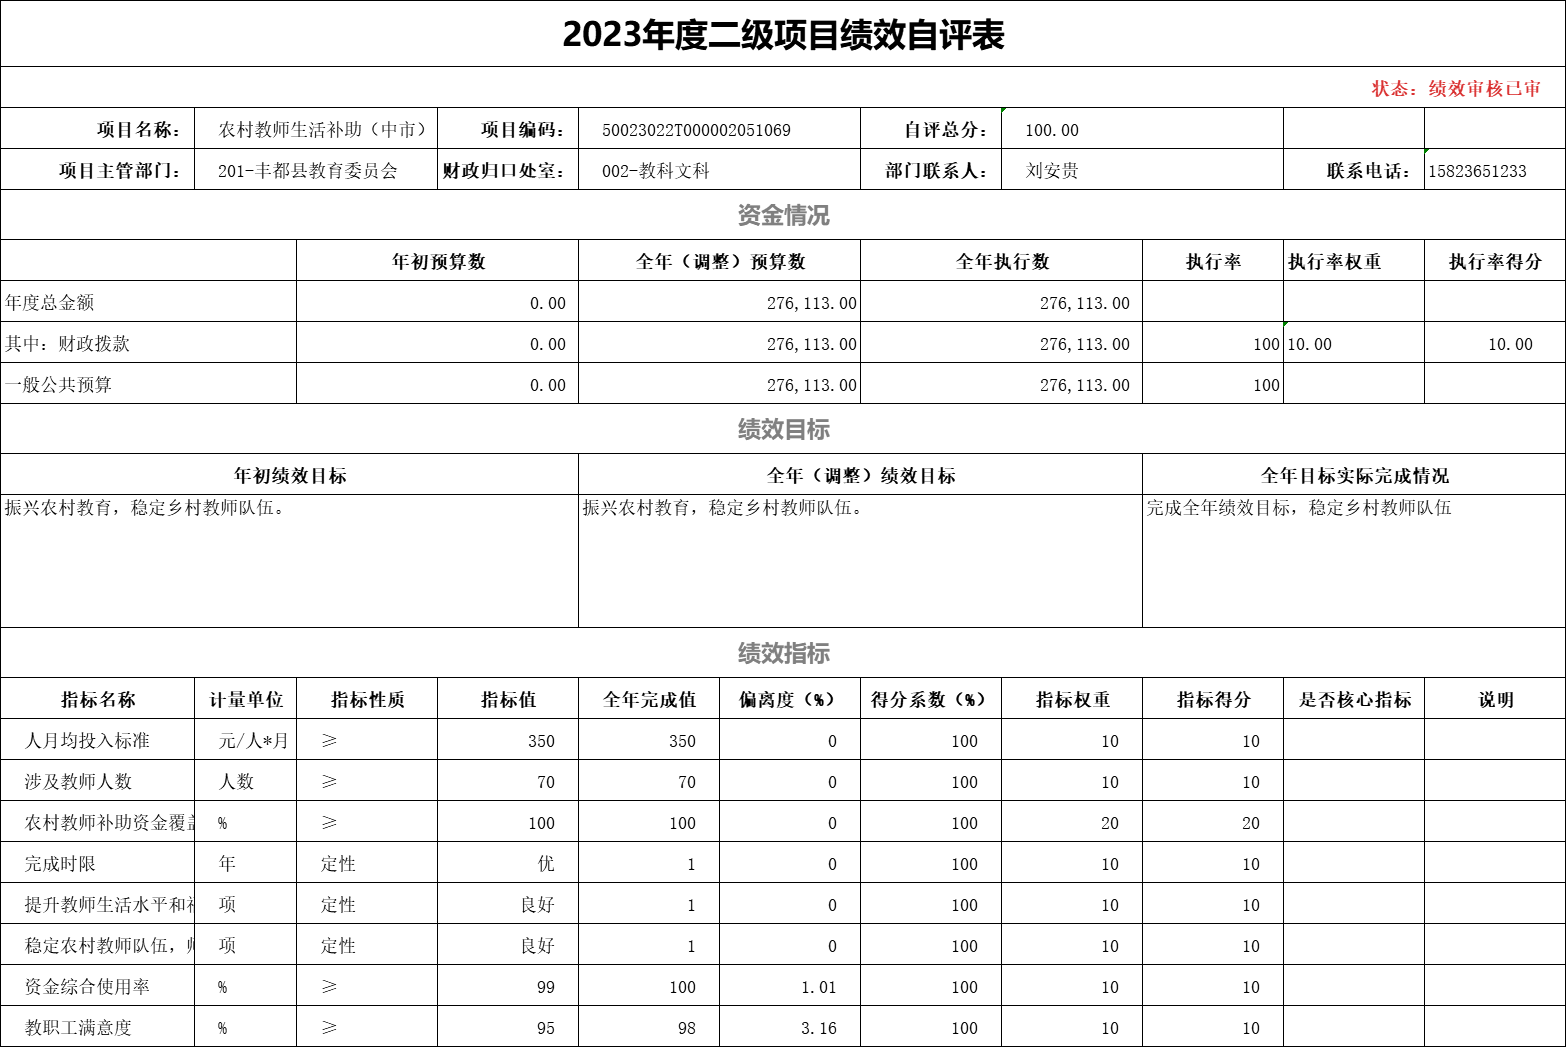 2023年度二级项目绩效自评表
状态：绩效审核已审
项目名称： 农村教师生活补助（中市） 项目编码： 50023022T000002051069 自评总分： 100.00
项目主管部门： 201-丰都县教育委员会 财政归口处室： 002-教科文科 部门联系人： 刘安贵 联系电话： 15823651233
资金情况
年初预算数 全年（调整）预算数 全年执行数 执行率 执行率权重 执行率得分
年度总金额 0.00 276,113.00 276,113.00
其中：财政拨款 0.00 276,113.00 276,113.00 100 10.00 10.00
一般公共预算 0.00 276,113.00 276,113.00 100
绩效目标
年初绩效目标 全年（调整）绩效目标 全年目标实际完成情况
振兴农村教育，稳定乡村教师队伍。 振兴农村教育，稳定乡村教师队伍。 完成全年绩效目标，稳定乡村教师队伍
绩效指标
指标名称 计量单位 指标性质 指标值 全年完成值 偏离度（%） 得分系数（%） 指标权重 指标得分 是否核心指标 说明
人月均投入标准 元/人*月 ≥ 350 350 0 100 10 10
涉及教师人数 人数 ≥ 70 70 0 100 10 10
农村教师补助资金覆盖 % ≥ 100 100 0 100 20 20
完成时限 年 定性 优 1 0 100 10 10
提升教师生活水平和 项 定性 良好 1 0 100 10 10
稳定农村教师队伍， 项 定性 良好 1 0 100 10 10
资金综合使用率 % ≥ 99 100 1.01 100 10 10
教职工满意度 % ≥ 95 98 3.16 100 10 10